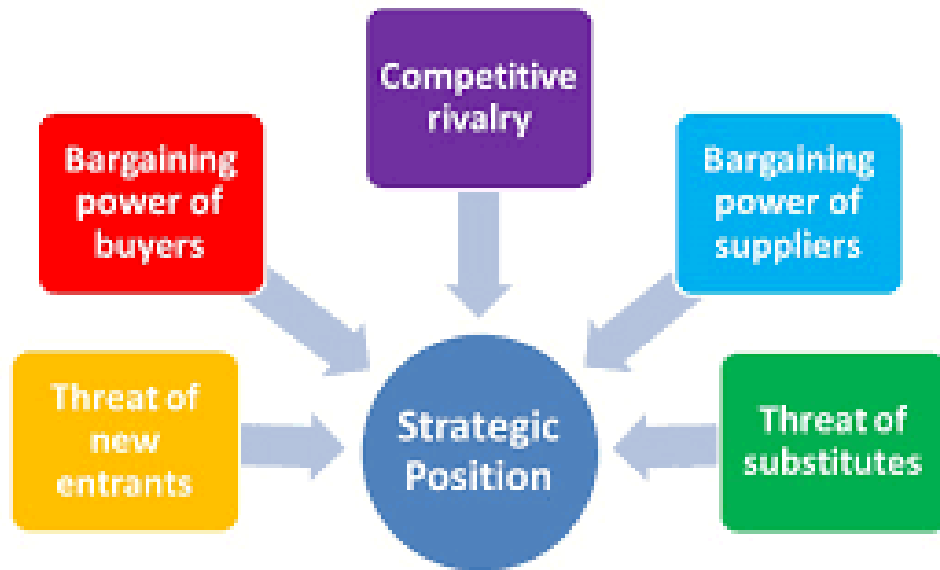 Competitive
rivalry
Bargaining
power of
buyers
Bargaining
power of
suppliers
Threat of
new
entrants
Strategic
Position
Threat of
substitutes